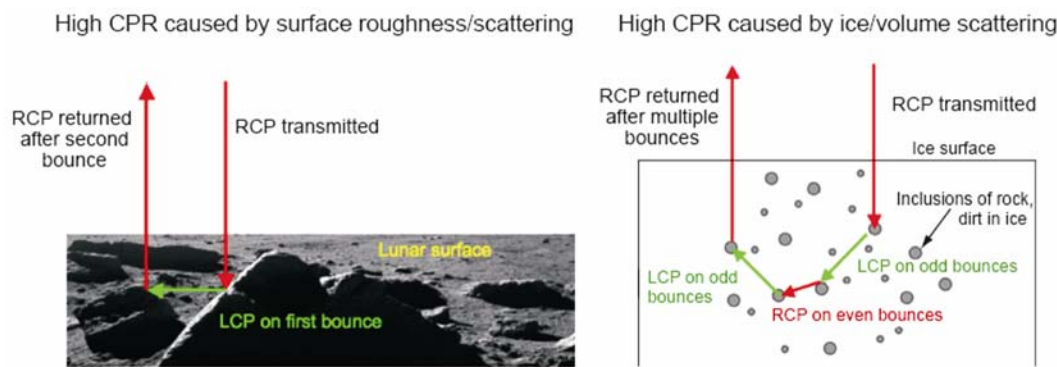 High CPR caused by surface roughness/scattering
RCP returned
after second
bounce
RCP transmitted
Lunar surface
LCP on first bounce
High CPR caused by ice/volume scattering
RCP returned
after multiple
bounces
RCP transmitted
Ice surface
Inclusions of rock,
dirt in ice
LCP on odd
bounces
LCP on odd bounces
RCP on even bounces